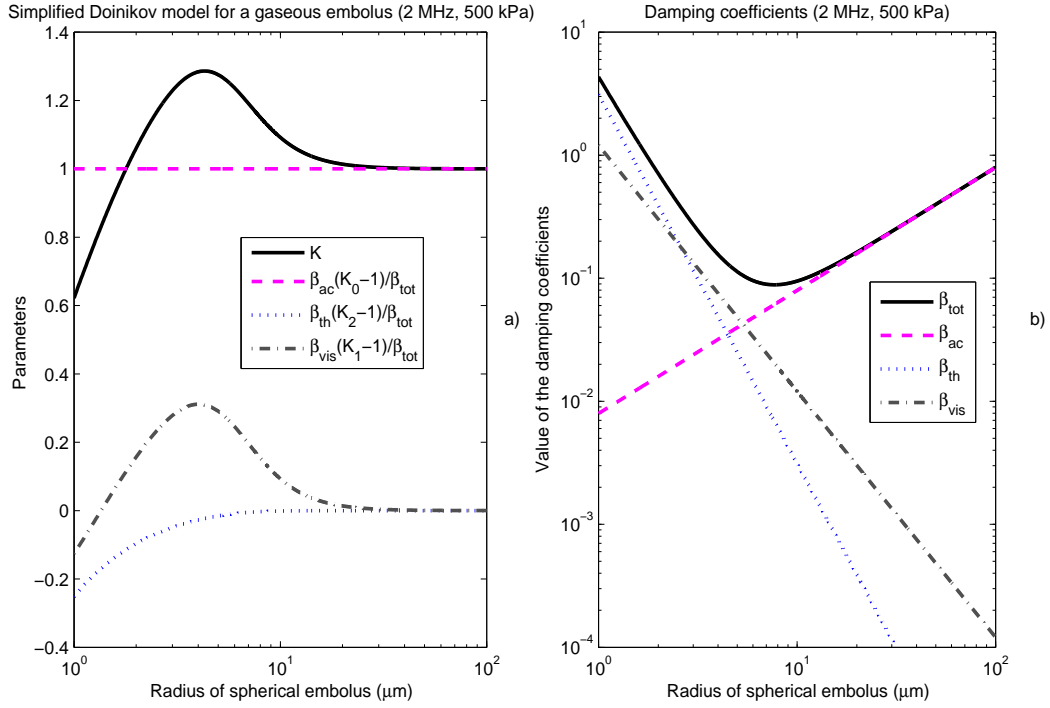 Simplified Doinikov model for a gaseous embolus (2 MHz, 500 kPa)
1.4
1.2
1
0.8
0.6
0.4
0.2
0
−0.2
−0.4
Parameters
K
β_ac(K_0−1)/β_tot
β_th(K_2−1)/β_tot
β_vis(K_1−1)/β_tot
10^0
10^1
10^2
Radius of spherical embolus (μm)
a)
Damping coefficients (2 MHz, 500 kPa)
10^1
10^0
10^−1
10^−2
10^−3
10^−4
Value of the damping coefficients
β_tot
β_ac
β_th
β_vis
10^0
10^1
10^2
Radius of spherical embolus (μm)
b)